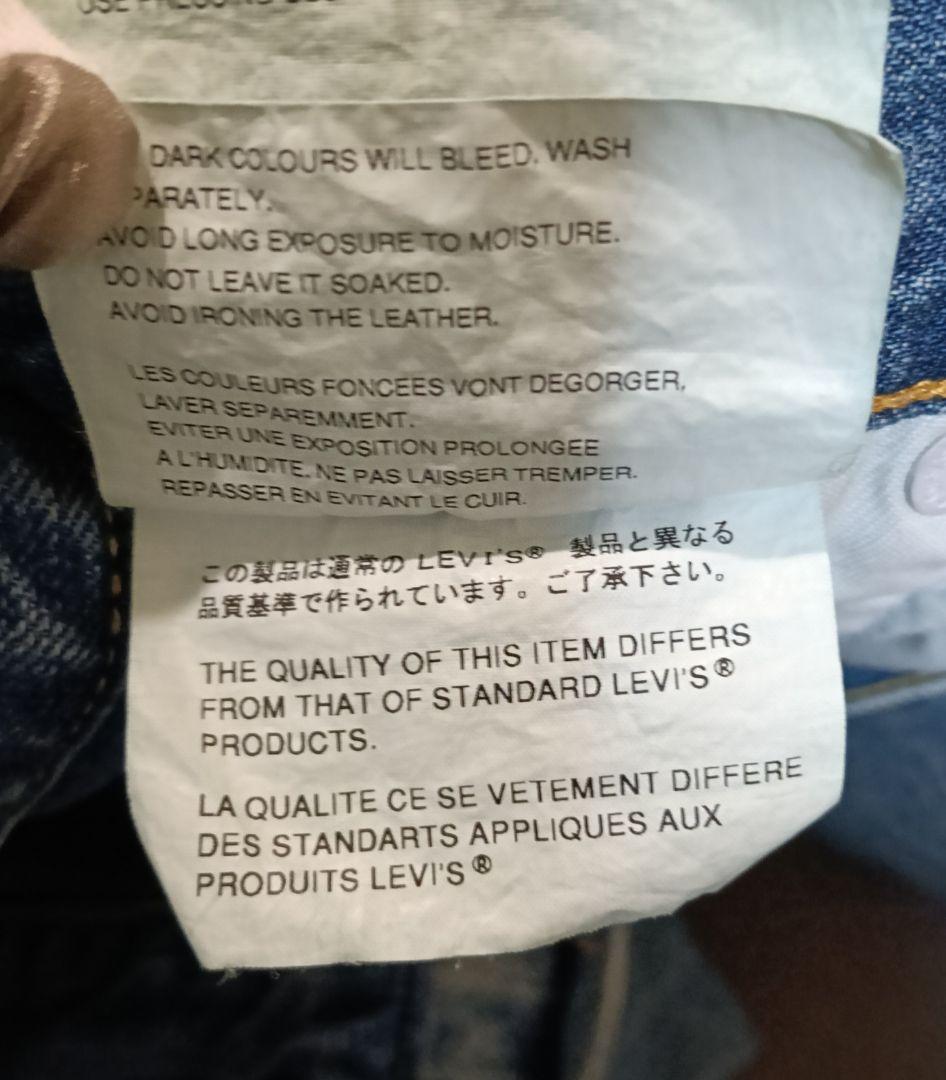 DARK COLOURS WILL BLEED. WASH
PARATELY.
AVOID LONG EXPOSURE TO MOISTURE.
DO NOT LEAVE IT SOAKED.
AVOID IRONING THE LEATHER.
LES COULEURS FONCEES VONT DEGORGER,
LAVER SEPAREMMENT.
EVITER UNE EXPOSITION PROLONGEE
A L'HUMIDITE. NE PAS LAISSER TREMPER.
REPASSER EN EVITANT LE CUIR.
この製品は通常の LEVI'S® 製品と異なる
品質基準で作られています。ご了承下さい。
THE QUALITY OF THIS ITEM DIFFERS
FROM THAT OF STANDARD LEVI'S®
PRODUCTS.
LA QUALITE CE SE VETEMENT DIFFERE
DES STANDARTS APPLIQUES AUX
PRODUITS LEVI'S®